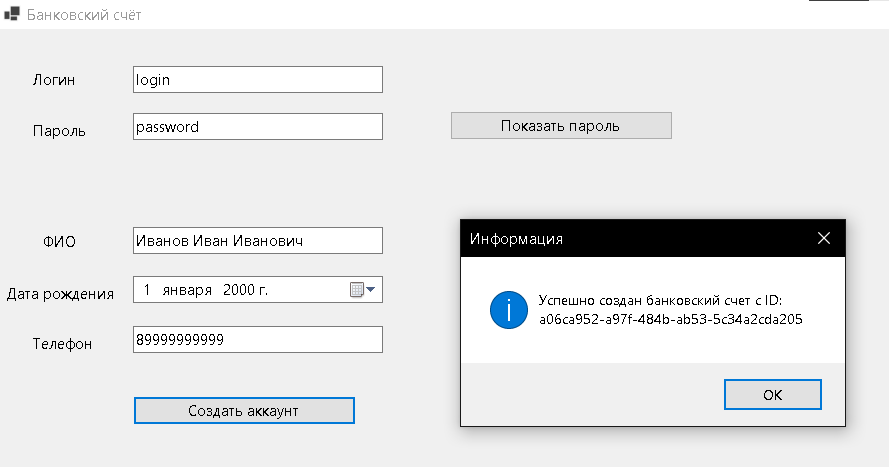 Банковский счёт
Логин
login
Пароль
password
Показать пароль
ФИО
Иванов Иван Иванович
Дата рождения
1 января 2000 г.
Телефон
89999999999
Создать аккаунт
Информация
Успешно создан банковский счет с ID:
a06ca952-a97f-484b-ab53-5c34a2cda205
ОК